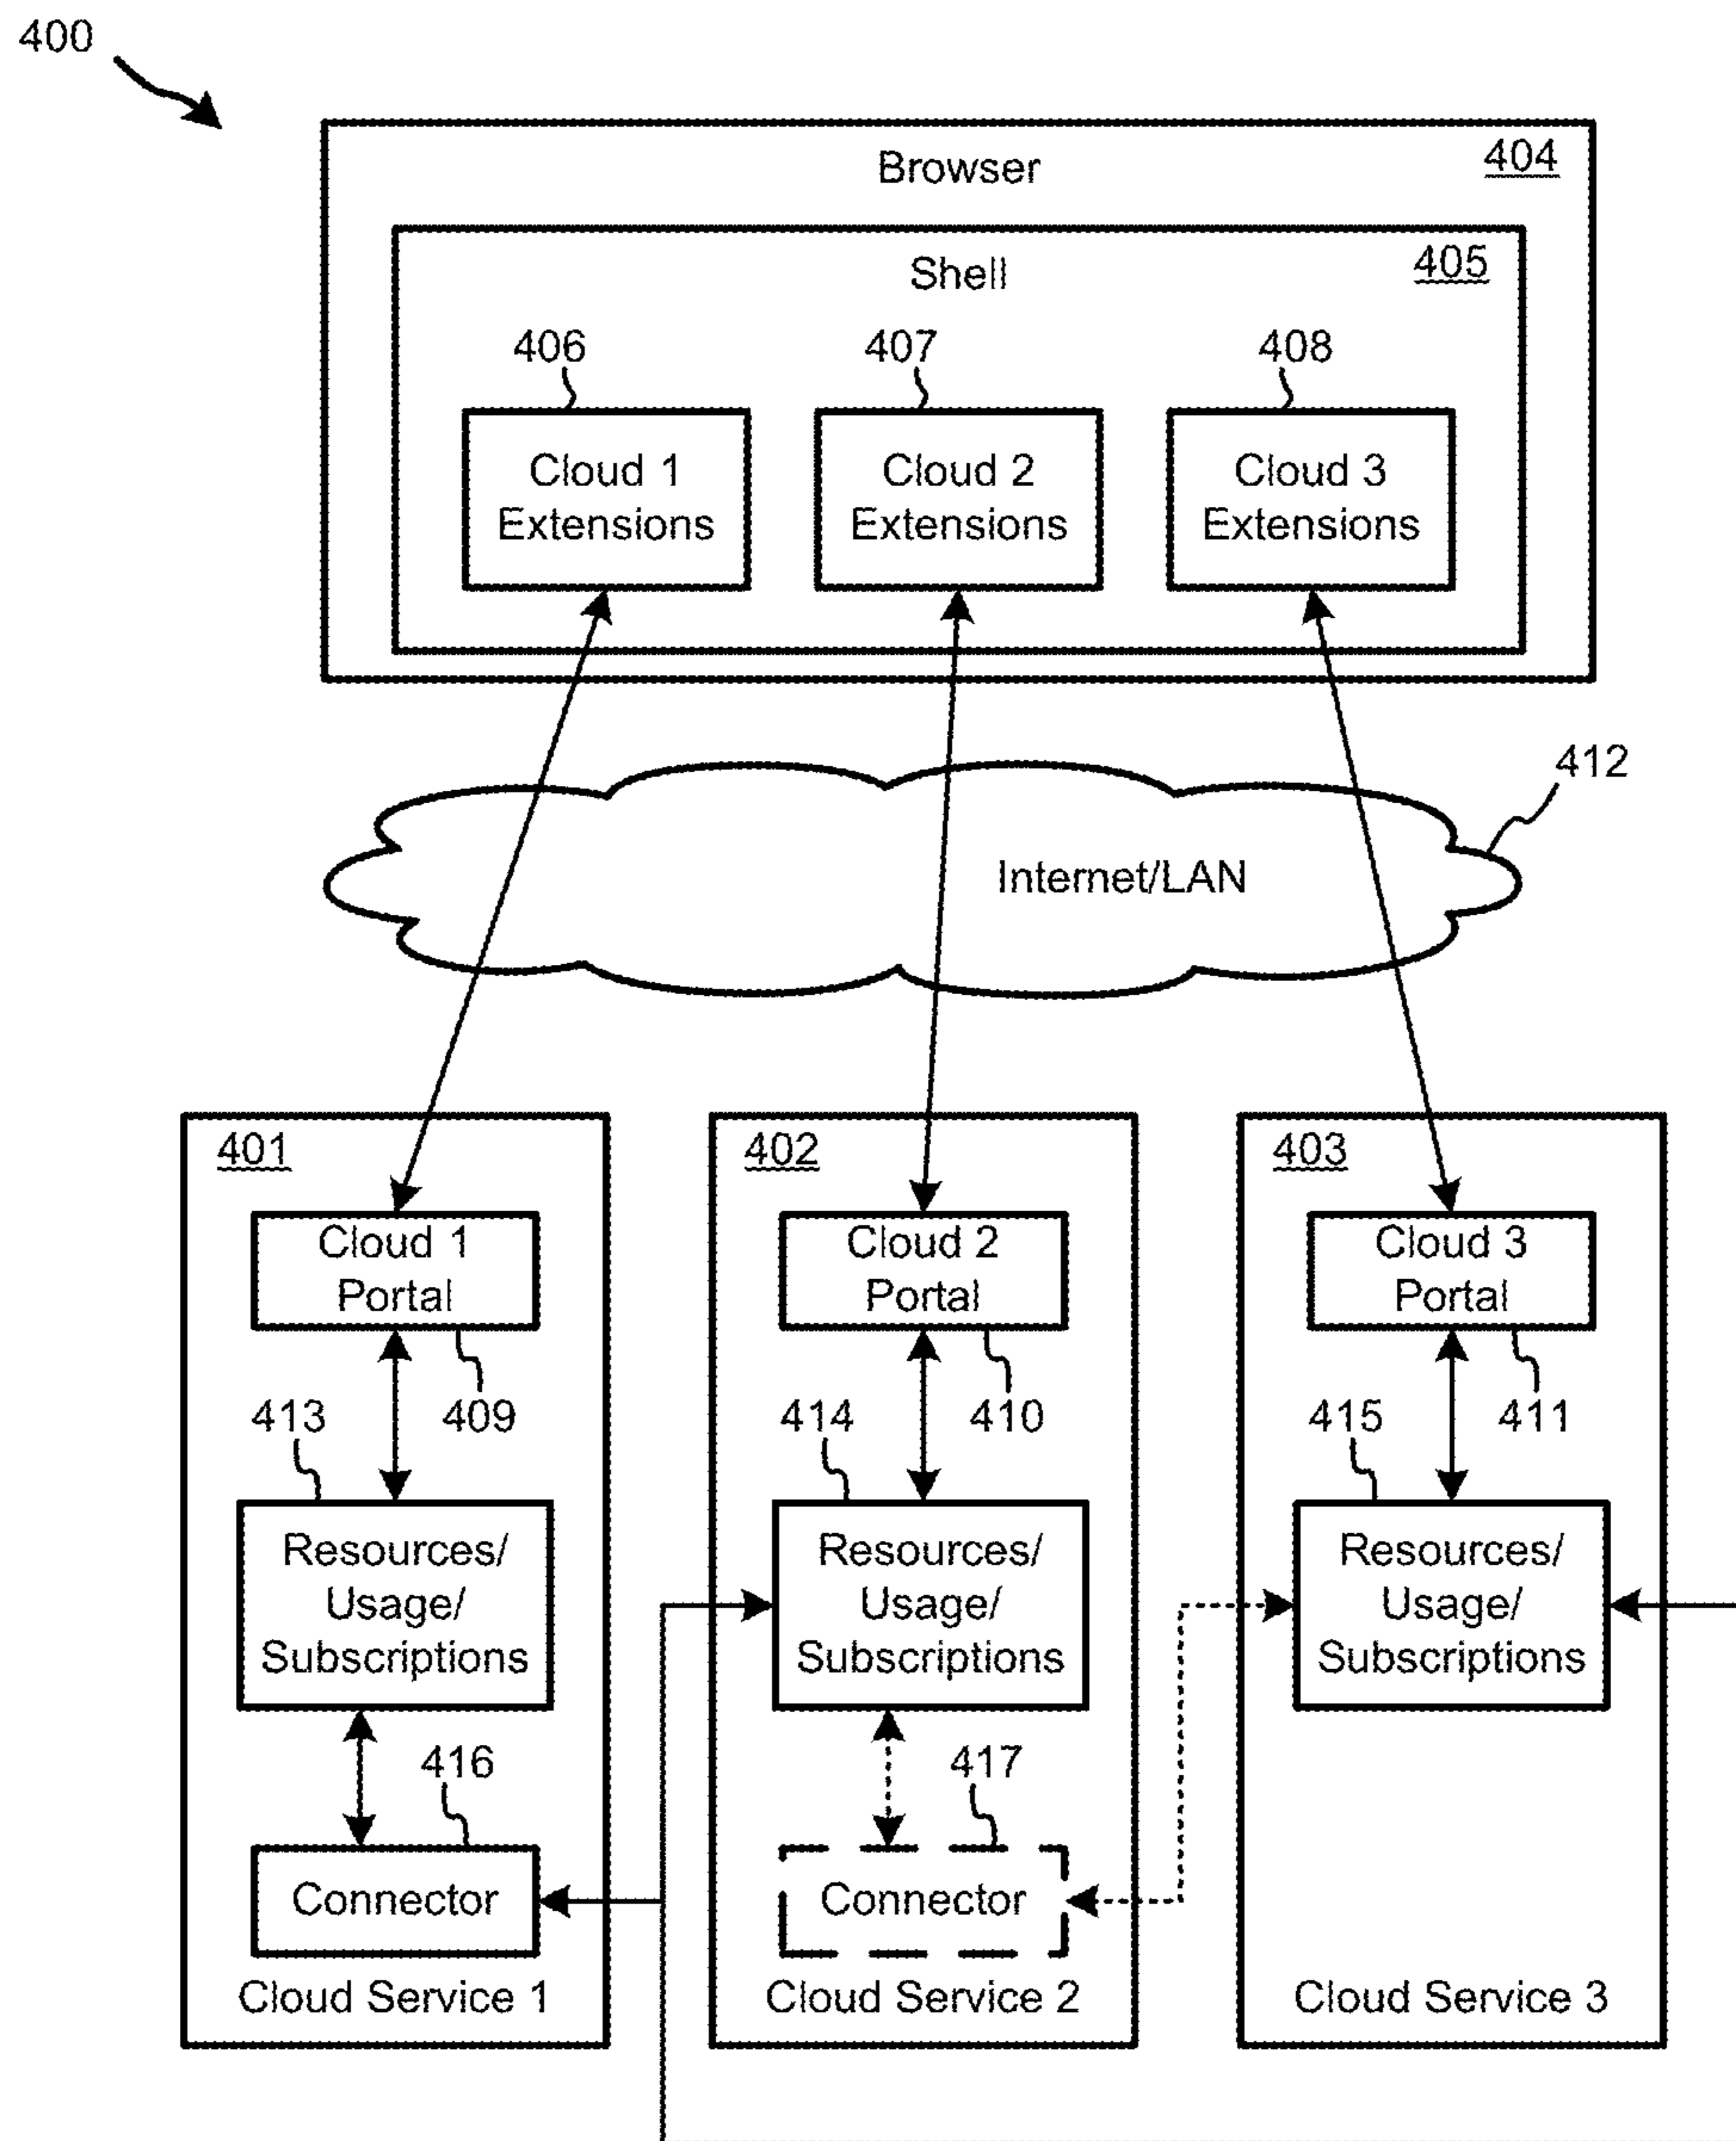 400
Browser
404
Shell
405
406
407
408
Cloud 1
Extensions
Cloud 2
Extensions
Cloud 3
Extensions
412
Internet/LAN
401
402
403
Cloud 1
Portal
Cloud 2
Portal
Cloud 3
Portal
413
409
414
410
415
411
Resources/
Usage/
Subscriptions
Resources/
Usage/
Subscriptions
Resources/
Usage/
Subscriptions
416
417
Connector
Connector
Cloud Service 1
Cloud Service 2
Cloud Service 3